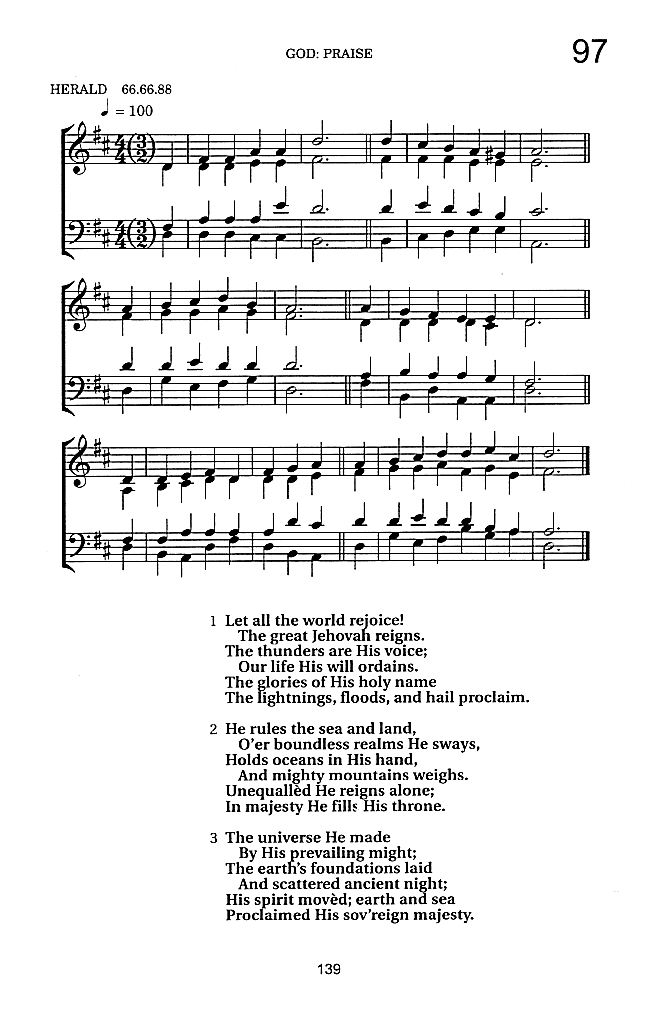 GOD: PRAISE
97
HERALD 66.66.88
♩ = 100
1 Let all the world rejoice!
The great Jehovah reigns.
The thunders are His voice;
Our life His will ordains.
The glories of His holy name
The lightnings, floods, and hail proclaim.
2 He rules the sea and land,
O'er boundless realms He sways,
Holds oceans in His hand,
And mighty mountains weighs.
Unequallèd He reigns alone;
In majesty He fills His throne.
3 The universe He made
By His prevailing might;
The earth's foundations laid
And scattered ancient night;
His spirit movèd; earth and sea
Proclaimed His sov'reign majesty.
139